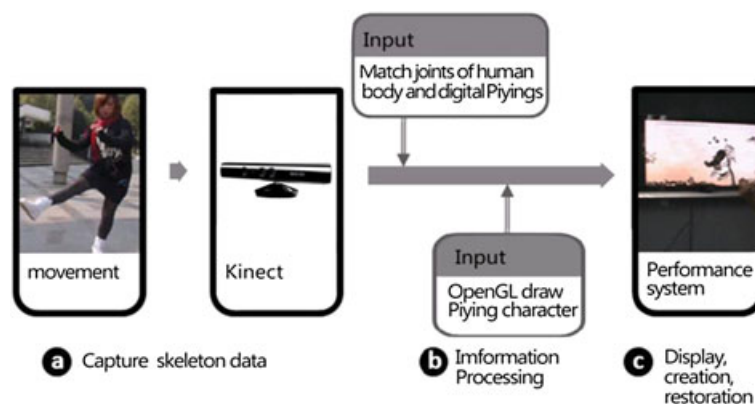 Input
Match joints of human
body and digital Piyings
movement
Kinect
Input
OpenGL draw
Piying character
Performance
system
a Capture skeleton data
b Imformation
Processing
c Display,
creation,
restoration